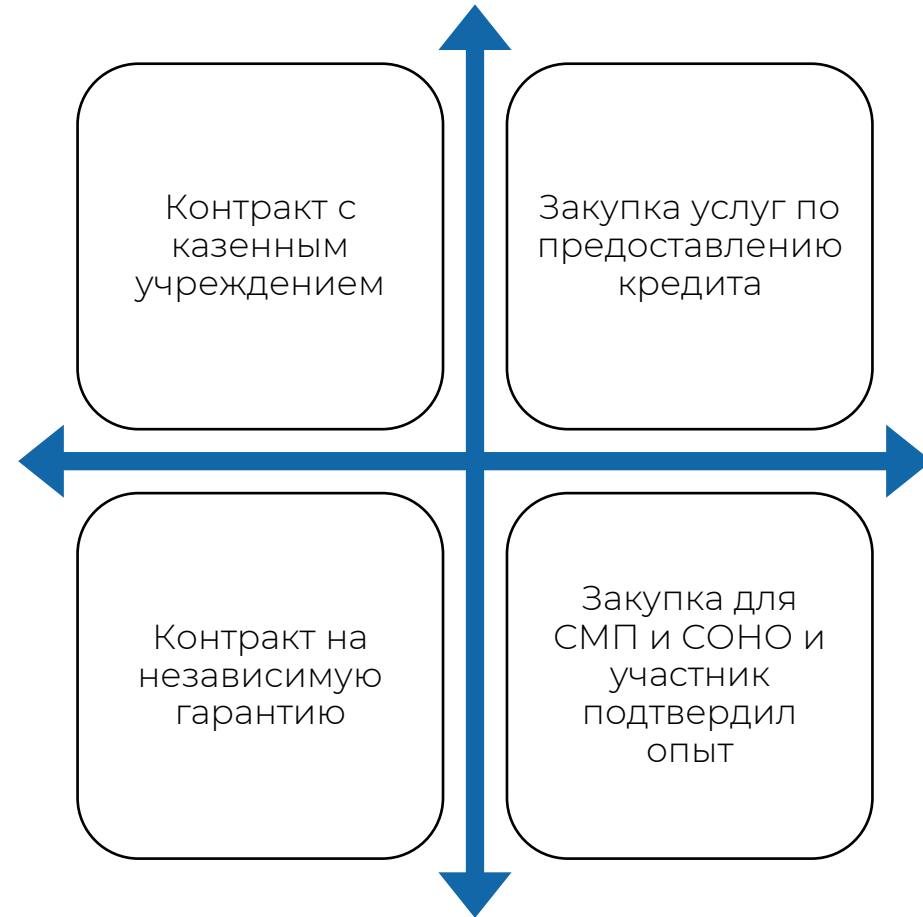 Контракт с
казенным
учреждением
Закупка услуг по
предоставлению
кредита
Контракт на
независимую
гарантию
Закупка для
СМП и СОНО и
участник
подтвердил
опыт